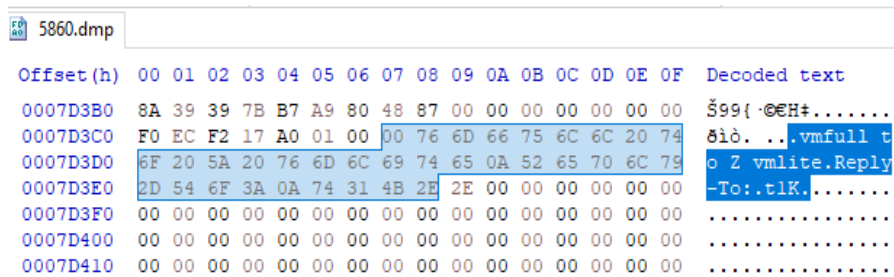 5860.dmp
Offset(h) 00 01 02 03 04 05 06 07 08 09 0A 0B 0C 0D 0E 0F Decoded text
0007D3B0 8A 39 39 7B B7 A9 80 48 87 00 00 00 00 00 00 00 Š99{·©€H‡.......
0007D3C0 F0 EC F2 17 A0 01 00 00 76 6D 66 75 6C 6C 20 74 ðìò. ...vmfull t
0007D3D0 6F 20 5A 20 76 6D 6C 69 74 65 0A 52 65 70 6C 79 o Z vmlite.Reply
0007D3E0 2D 54 6F 3A 0A 74 31 4B 2E 2E 00 00 00 00 00 00 -To:.t1K........
0007D3F0 00 00 00 00 00 00 00 00 00 00 00 00 00 00 00 00 ................
0007D400 00 00 00 00 00 00 00 00 00 00 00 00 00 00 00 00 ................
0007D410 00 00 00 00 00 00 00 00 00 00 00 00 00 00 00 00 ................